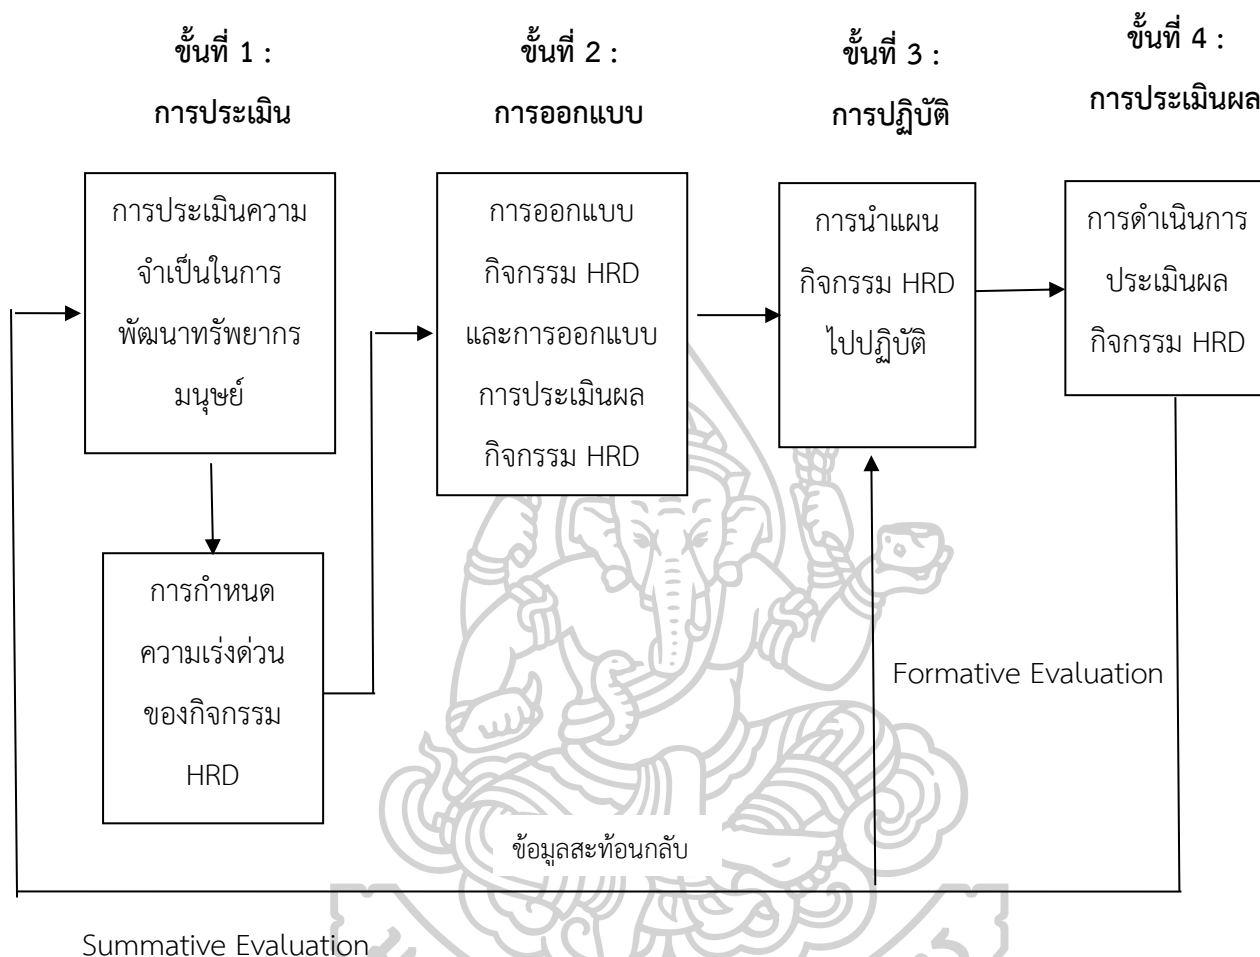 ขั้นที่ 1 :
การประเมิน
ขั้นที่ 2 :
การออกแบบ
ขั้นที่ 3 :
การปฏิบัติ
ขั้นที่ 4 :
การประเมินผล
การประเมินความ
จำเป็นในการ
พัฒนาทรัพยากร
มนุษย์
การกำหนด
ความเร่งด่วน
ของกิจกรรม
HRD
การออกแบบ
กิจกรรม HRD
และการออกแบบ
การประเมินผล
กิจกรรม HRD
การนำแผน
กิจกรรม HRD
ไปปฏิบัติ
การดำเนินการ
ประเมินผล
กิจกรรม HRD
Formative Evaluation
ข้อมูลสะท้อนกลับ
Summative Evaluation